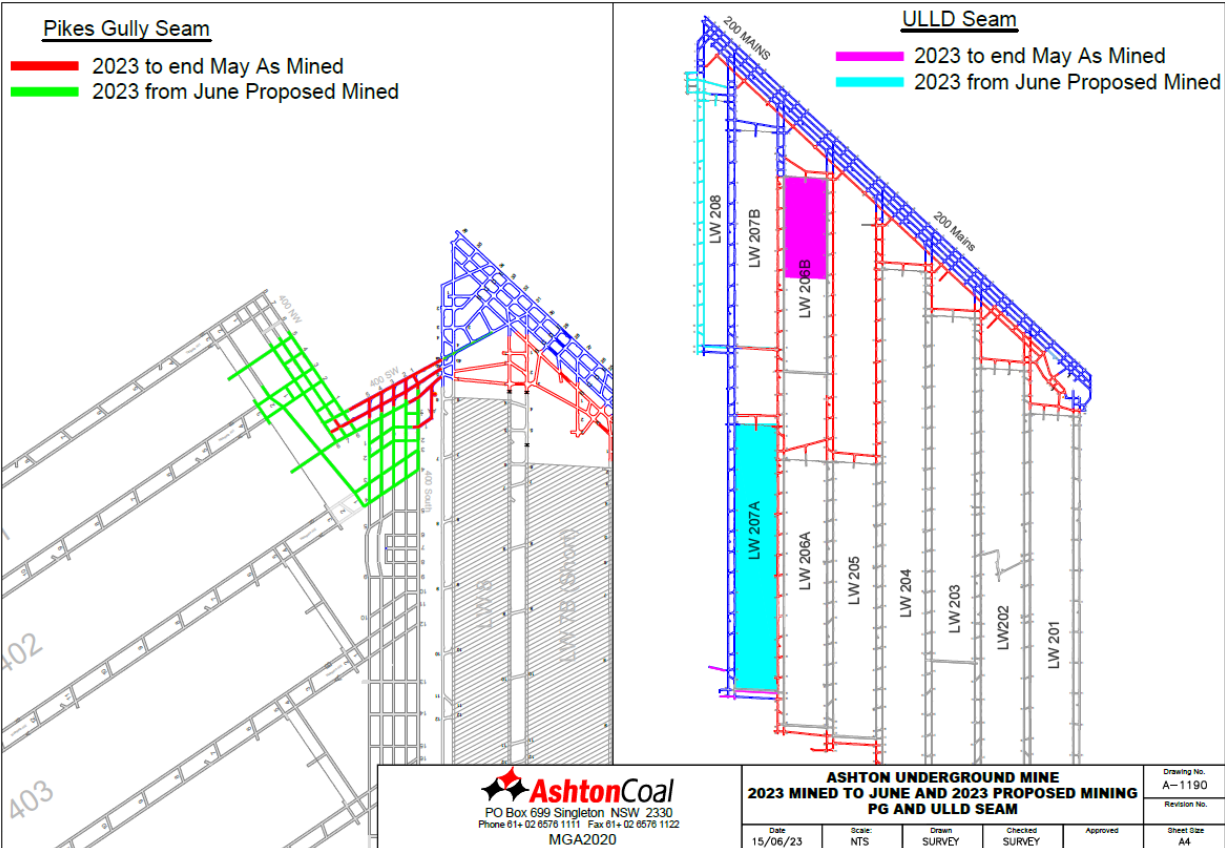 Pikes Gully Seam
2023 to end May As Mined
2023 from June Proposed Mined
ULLD Seam
2023 to end May As Mined
2023 from June Proposed Mined
200 MAINS
200 Mains
LW 208
LW 207B
LW 206B
LW 207A
LW 206A
LW 205
LW 204
LW 203
LW202
LW 201
400 NW
400 SW
400 South
LW8
LW 7B (Short)
402
403
AshtonCoal
PO Box 699 Singleton NSW 2330
Phone 61+ 02 6576 1111 Fax 61+ 02 6576 1122
MGA2020
ASHTON UNDERGROUND MINE
2023 MINED TO JUNE AND 2023 PROPOSED MINING
PG AND ULLD SEAM
Drawing No.
A-1190
Revision No.
Date
15/06/23
Scale:
NTS
Drawn
SURVEY
Checked
SURVEY
Approved
Sheet Size
A4